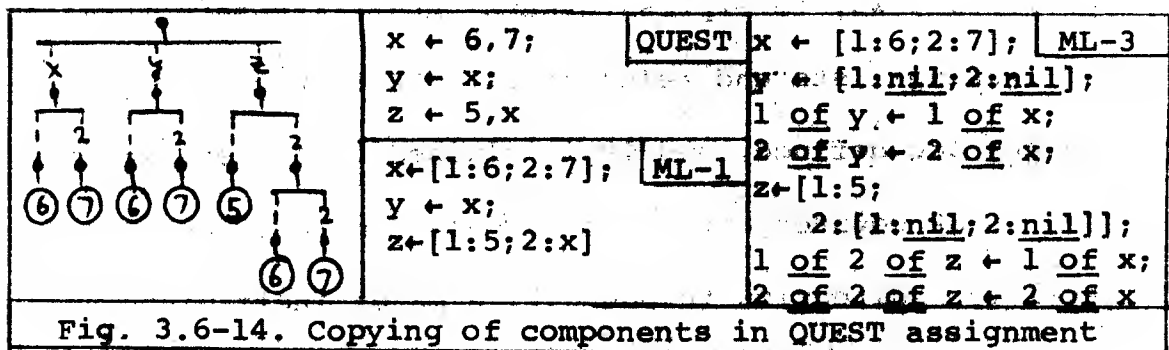 x y z
2 2 2
6 7 6 7 5
2
6 7
x ← 6,7; QUEST
y ← x;
z ← 5,x
x←[1:6;2:7]; ML-1
y ← x;
z←[1:5;2:x]
x ← [1:6;2:7]; ML-3
y ← [1:nil;2:nil];
1 of y ← 1 of x;
2 of y ← 2 of x;
z←[1:5;
2:[1:nil;2:nil]];
1 of 2 of z ← 1 of x;
2 of 2 of z ← 2 of x
Fig. 3.6-14. Copying of components in QUEST assignment